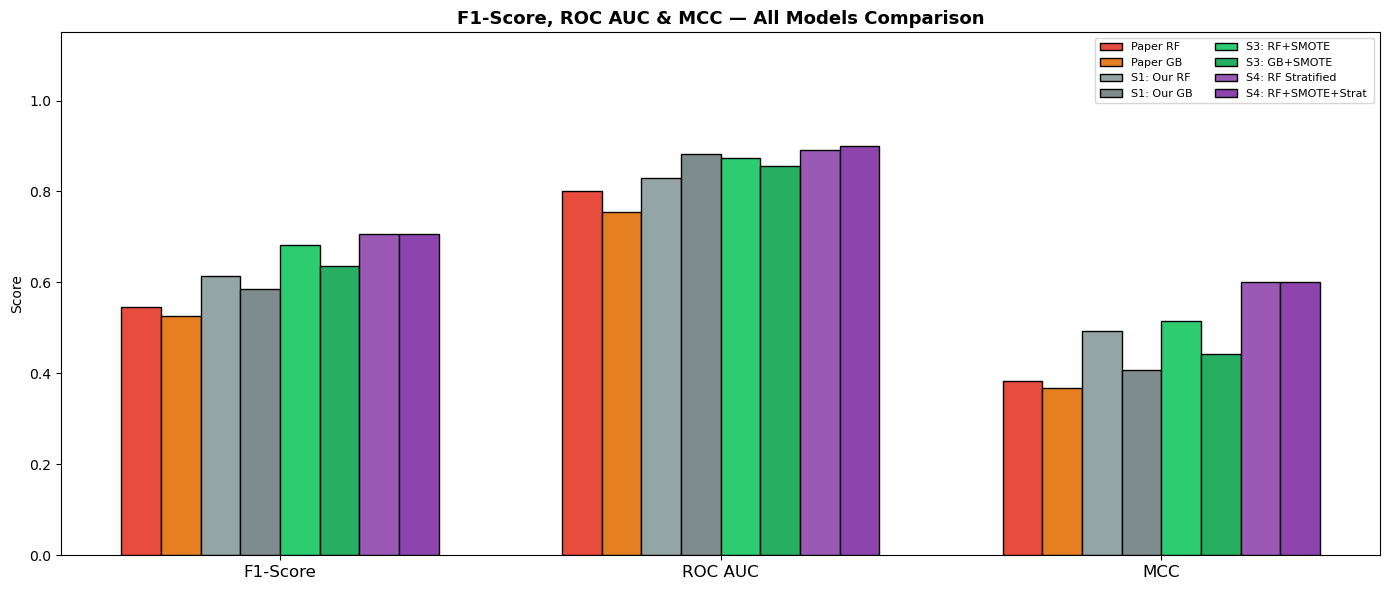 F1-Score, ROC AUC & MCC — All Models Comparison
Paper RF
Paper GB
S1: Our RF
S1: Our GB
S3: RF+SMOTE
S3: GB+SMOTE
S4: RF Stratified
S4: RF+SMOTE+Strat
Score
1.0
0.8
0.6
0.4
0.2
0.0
F1-Score
ROC AUC
MCC